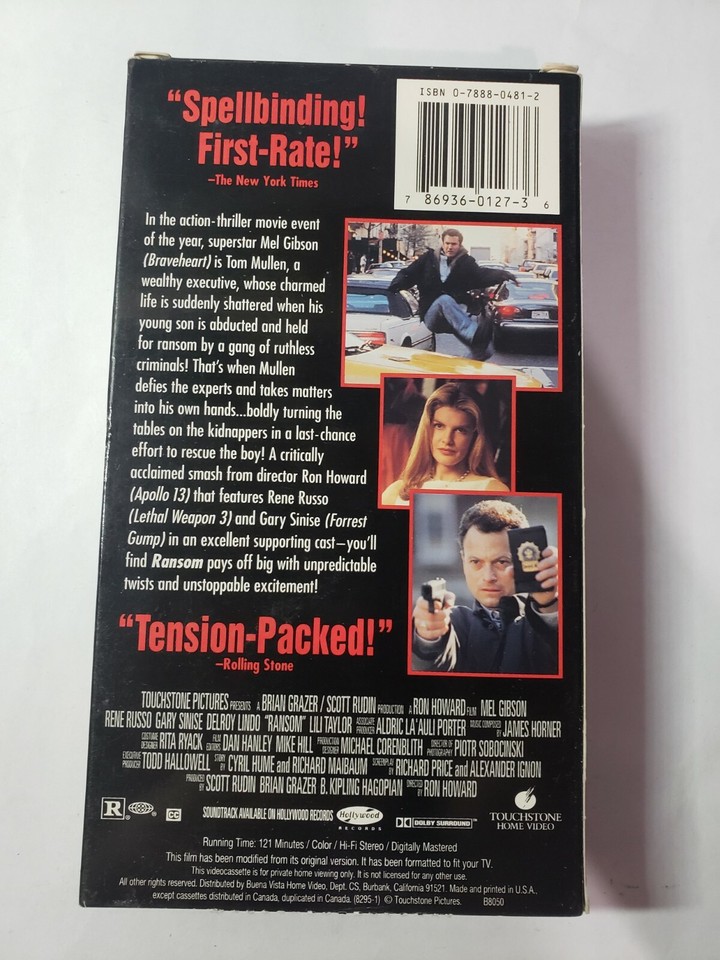 "Spellbinding!
First-Rate!"
–The New York Times
ISBN 0-7888-0481-2
7 86936-0127-3 6
In the action-thriller movie event
of the year, superstar Mel Gibson
(Braveheart) is Tom Mullen, a
wealthy executive, whose charmed
life is suddenly shattered when his
young son is abducted and held
for ransom by a gang of ruthless
criminals! That's when Mullen
defies the experts and takes matters
into his own hands...boldly turning the
tables on the kidnappers in a last-chance
effort to rescue the boy! A critically
acclaimed smash from director Ron Howard
(Apollo 13) that features Rene Russo
(Lethal Weapon 3) and Gary Sinise (Forrest
Gump) in an excellent supporting cast—you'll
find Ransom pays off big with unpredictable
twists and unstoppable excitement!
"Tension-Packed!"
–Rolling Stone
TOUCHSTONE PICTURES PRESENTS A BRIAN GRAZER / SCOTT RUDIN PRODUCTION A RON HOWARD FILM MEL GIBSON
RENE RUSSO GARY SINISE DELROY LINDO "RANSOM" LILI TAYLOR ASSOCIATE PRODUCER ALDRIC LA'AULI PORTER MUSIC COMPOSED BY JAMES HORNER
COSTUME DESIGNER RITA RYACK FILM EDITORS DAN HANLEY MIKE HILL PRODUCTION DESIGNER MICHAEL CORENBLITH DIRECTOR OF PHOTOGRAPHY PIOTR SOBOCINSKI
EXECUTIVE PRODUCER TODD HALLOWELL STORY BY CYRIL HUME AND RICHARD MAIBAUM SCREENPLAY BY RICHARD PRICE AND ALEXANDER IGNON
PRODUCED BY SCOTT RUDIN BRIAN GRAZER B. KIPLING HAGOPIAN DIRECTED BY RON HOWARD
R ® CC SOUNDTRACK AVAILABLE ON HOLLYWOOD RECORDS Hollywood RECORDS DOLBY SURROUND
TOUCHSTONE
HOME VIDEO
Running Time: 121 Minutes / Color / Hi-Fi Stereo / Digitally Mastered
This film has been modified from its original version. It has been formatted to fit your TV.
This videocassette is for private home viewing only. It is not licensed for any other use.
All other rights reserved. Distributed by Buena Vista Home Video, Dept. CS, Burbank, California 91521. Made and printed in U.S.A.,
except cassettes distributed in Canada, duplicated in Canada. (8295-1) © Touchstone Pictures. B8050